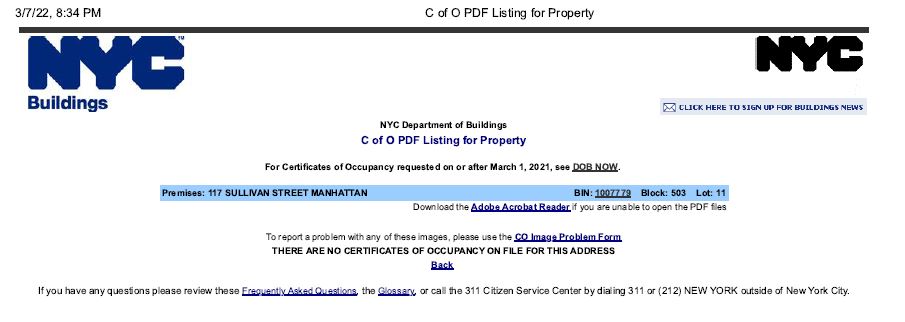 3/7/22, 8:34 PM C of O PDF Listing for Property
NYC™ NYC
Buildings
CLICK HERE TO SIGN UP FOR BUILDINGS NEWS
NYC Department of Buildings
C of O PDF Listing for Property
For Certificates of Occupancy requested on or after March 1, 2021, see DOB NOW.
Premises: 117 SULLIVAN STREET MANHATTAN BIN: 1007779 Block: 503 Lot: 11
Download the Adobe Acrobat Reader if you are unable to open the PDF files
To report a problem with any of these images, please use the CO Image Problem Form
THERE ARE NO CERTIFICATES OF OCCUPANCY ON FILE FOR THIS ADDRESS
Back
If you have any questions please review these Frequently Asked Questions, the Glossary, or call the 311 Citizen Service Center by dialing 311 or (212) NEW YORK outside of New York City.